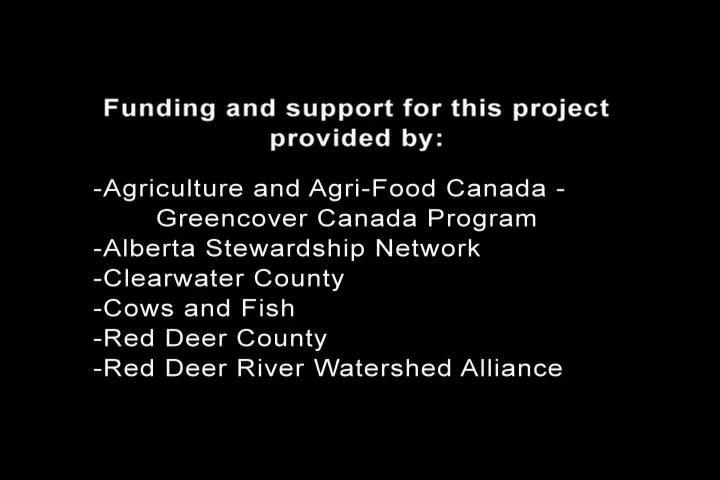 Funding and support for this project
provided by:
-Agriculture and Agri-Food Canada -
Greencover Canada Program
-Alberta Stewardship Network
-Clearwater County
-Cows and Fish
-Red Deer County
-Red Deer River Watershed Alliance